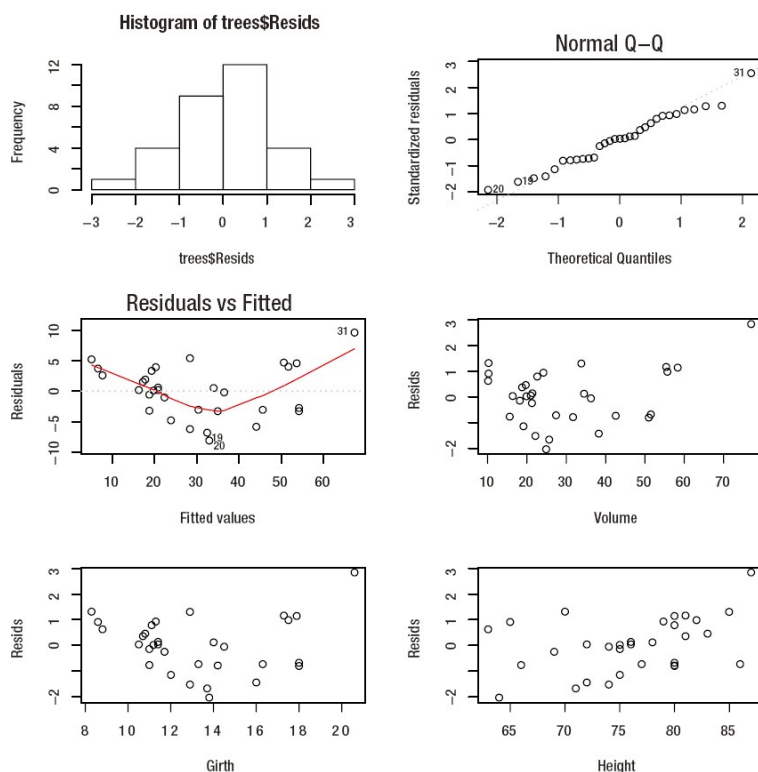 Histogram of trees$Resids
Frequency
12
8
4
0
−3 −2 −1 0 1 2 3
trees$Resids
Normal Q−Q
Standardized residuals
3
2
1
0
−1
−2
31
19
20
−2 −1 0 1 2
Theoretical Quantiles
Residuals vs Fitted
Residuals
10
5
0
−5
−10
31
19
20
10 20 30 40 50 60
Fitted values
Resids
3
2
1
0
−2
10 20 30 40 50 60 70
Volume
Resids
3
2
1
0
−2
8 10 12 14 16 18 20
Girth
Resids
3
2
1
0
−2
65 70 75 80 85
Height